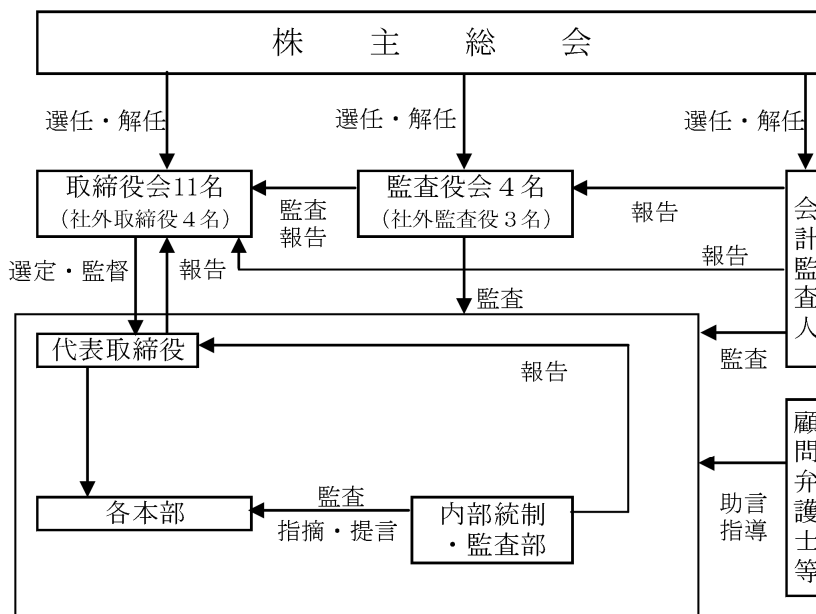 株主総会
選任・解任
選任・解任
選任・解任
取締役会11名
（社外取締役４名）
監査
報告
監査役会４名
（社外監査役３名）
報告
会計監査人
選定・監督
報告
報告
監査
代表取締役
報告
監査
顧問弁護士等
各本部
監査
指摘・提言
内部統制
・監査部
助言
指導